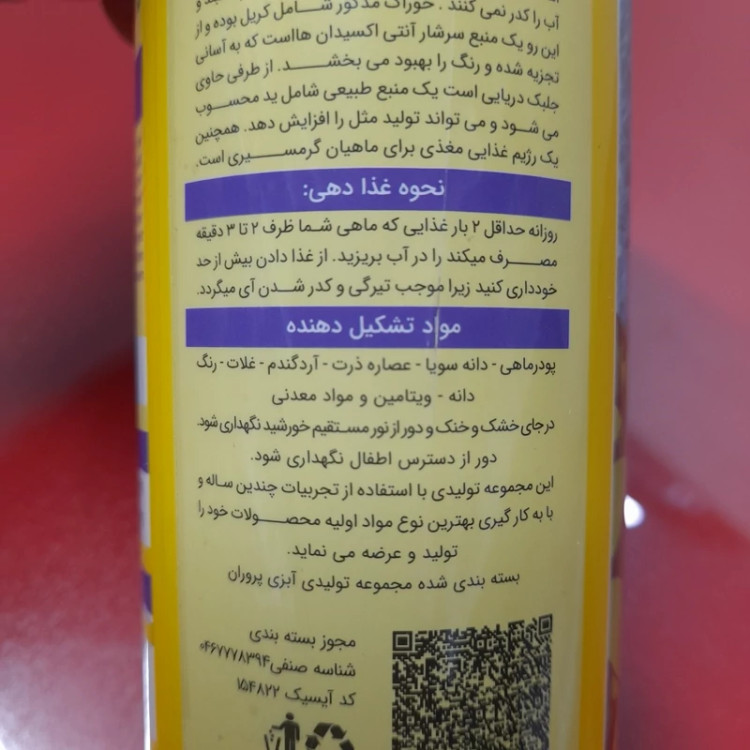 آب را کدر نمی کنند . خوراک مذکور شامل کریل بوده و از
این رو یک منبع سرشار آنتی اکسیدان هااست که به آسانی
تجزیه شده و رنگ را بهبود می بخشد. از طرفی حاوی
جلبک دریایی است یک منبع طبیعی شامل ید محسوب
می شود و می تواند تولید مثل را افزایش دهد. همچنین
یک رژیم غذایی مغذی برای ماهیان گرمسیری است.
نحوه غذا دهی:
روزانه حداقل ۲ بار غذایی که ماهی شما ظرف ۲ تا ۳ دقیقه
مصرف میکند را در آب بریزید. از غذا دادن بیش از حد
خودداری کنید زیرا موجب تیرگی و کدر شدن آی میگردد.
مواد تشکیل دهنده
پودرماهی - دانه سویا - عصاره ذرت - آردگندم - غلات - رنگ
دانه - ویتامین و مواد معدنی
درجای خشک و خنک و دور از نور مستقیم خورشید نگهداری شود.
دور از دسترس اطفال نگهداری شود.
این مجموعه تولیدی با استفاده از تجربیات چندین ساله و
با به کار گیری بهترین نوع مواد اولیه محصولات خود را
تولید و عرضه می نماید.
بسته بندی شده مجموعه تولیدی آبزی پروران
مجوز بسته بندی
شناسه صنفی ۰۴۶۷۷۷۸۳۹۴
کد آیسیک ۱۵۴۸۲۲